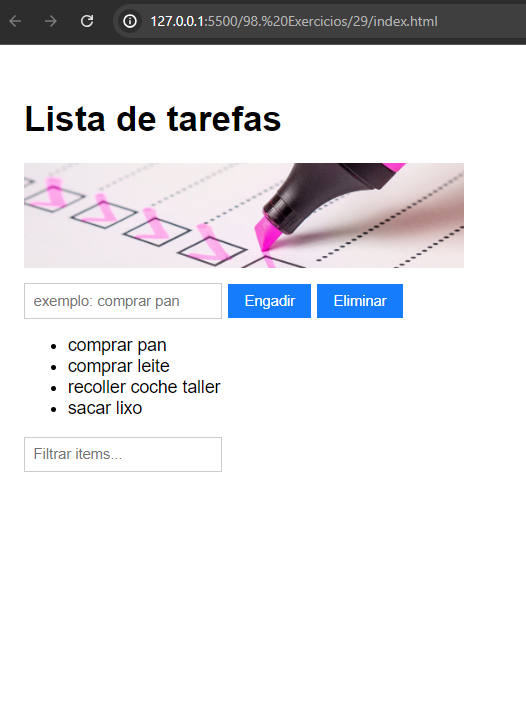 127.0.0.1:5500/98.%20Exercicios/29/index.html
Lista de tarefas
exemplo: comprar pan Engadir Eliminar
comprar pan
comprar leite
recoller coche taller
sacar lixo
Filtrar items...